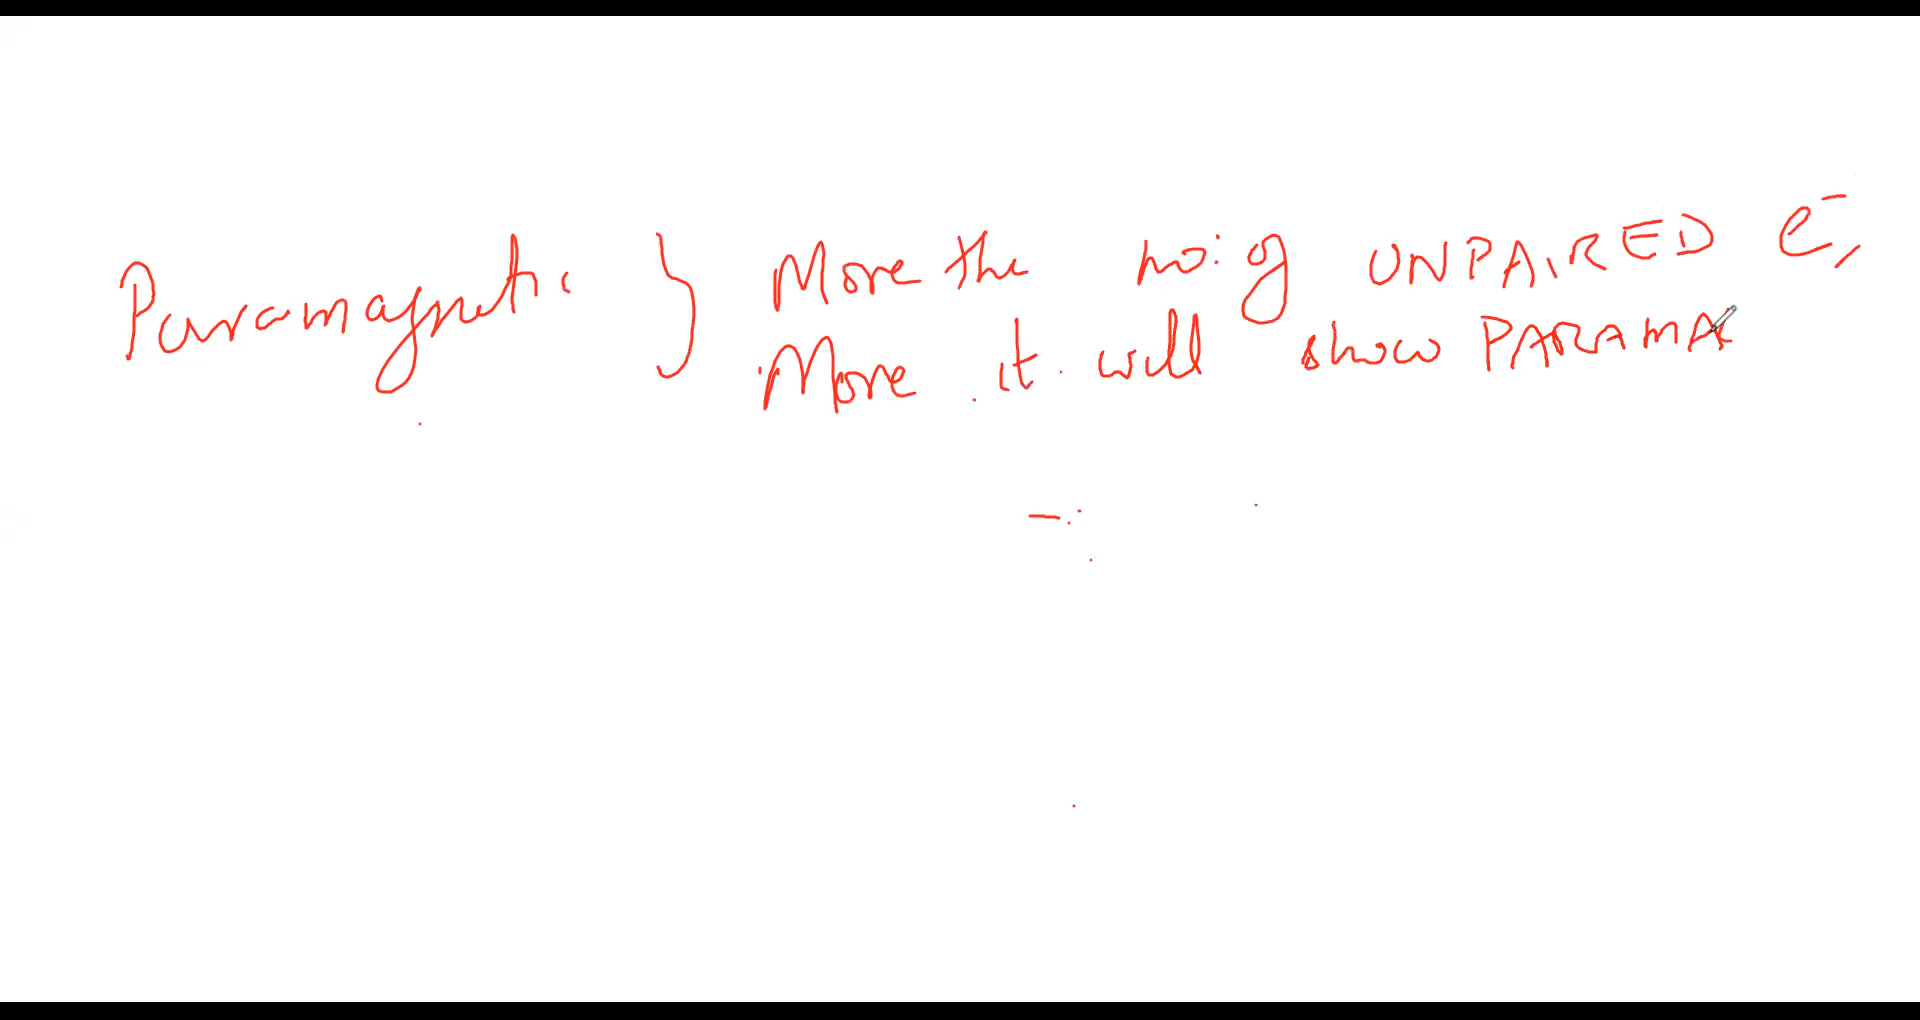 Paramagnetic } More the no: of UNPAIRED e⁻,
More it will show PARAMA